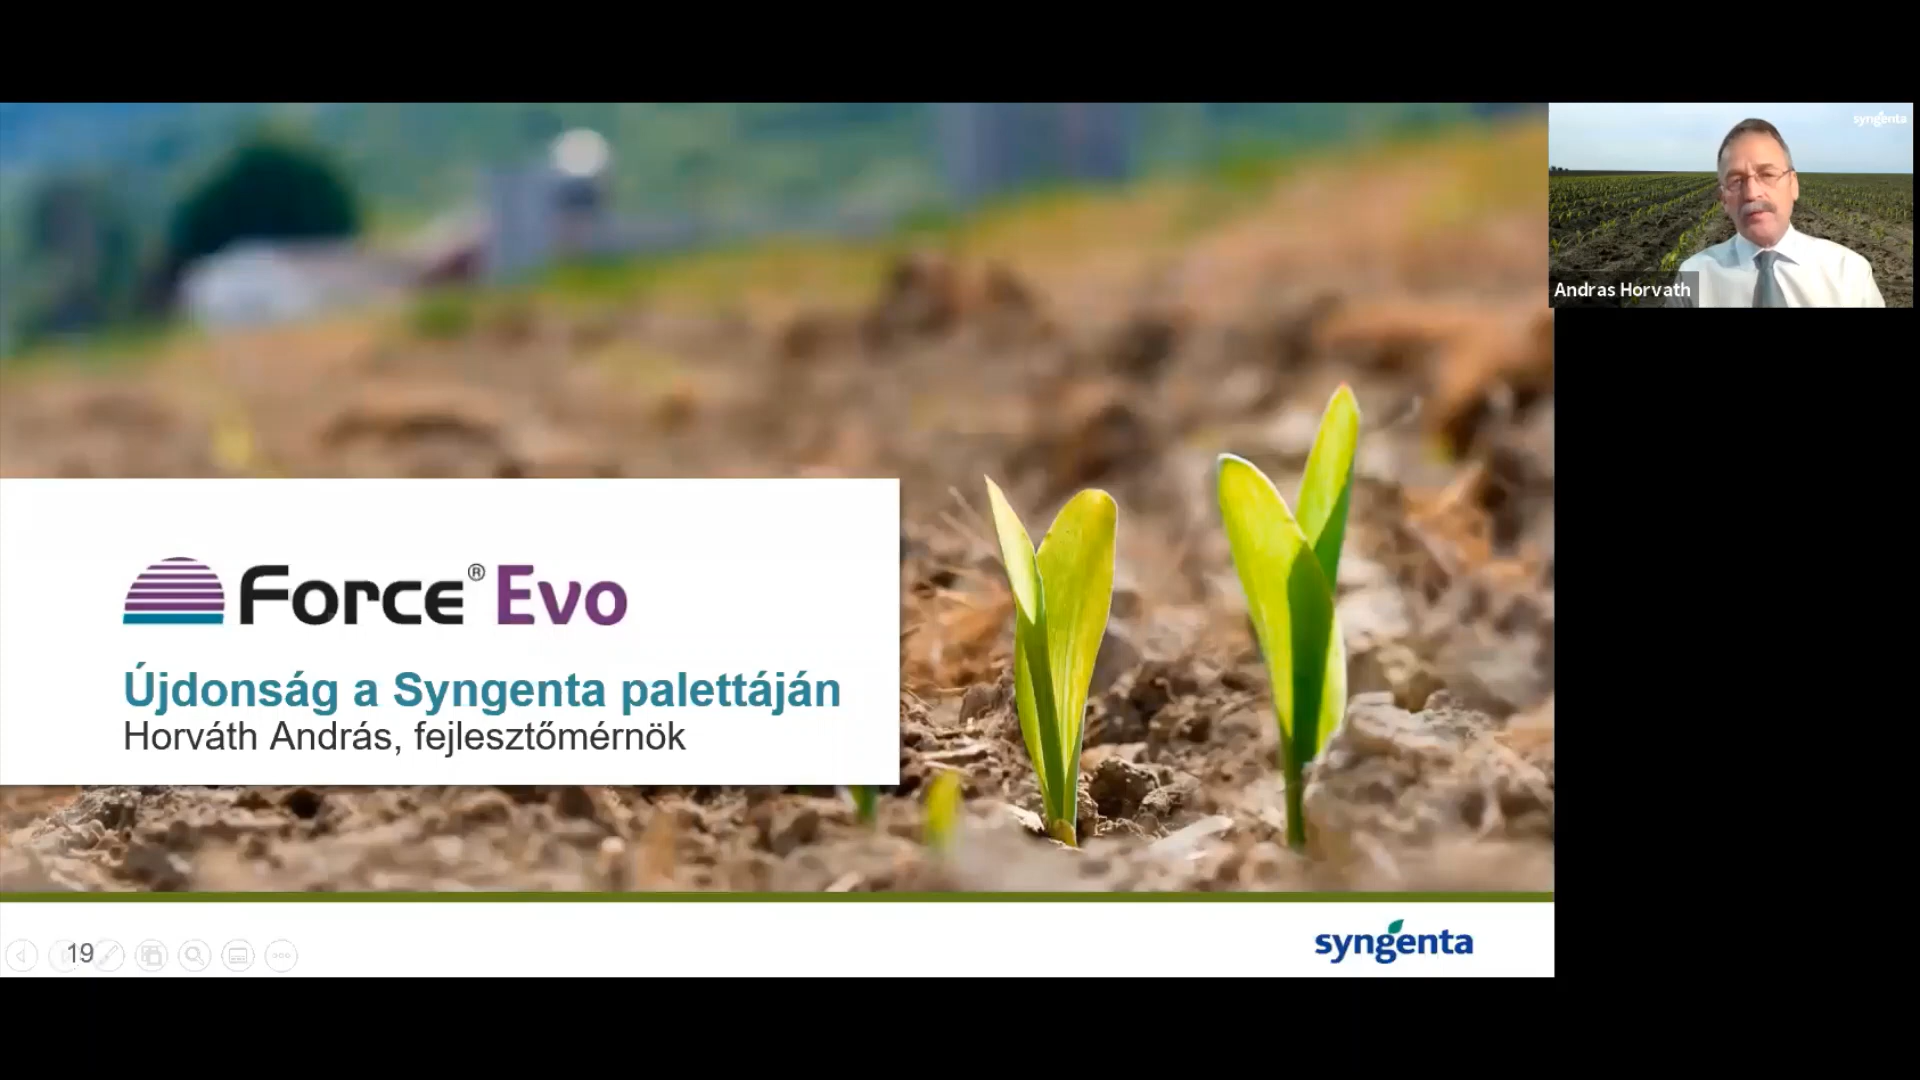 syngenta
Andras Horvath
Force® Evo
Újdonság a Syngenta palettáján
Horváth András, fejlesztőmérnök
19
syngenta